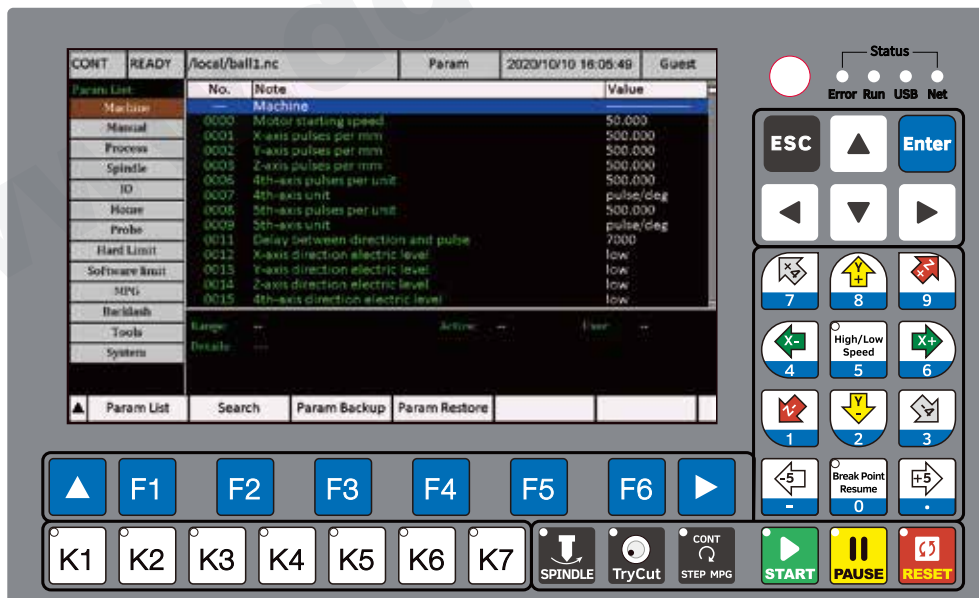 Status
Error Run USB Net
CONT READY /local/ball1.nc Param 2020/10/10 16:05:49 Guest
Param List No. Note Value
Machine — Machine
Manual 0000 Motor starting speed 50.000
0001 X-axis pulses per mm 500.000
Process 0002 Y-axis pulses per mm 500.000
Spindle 0003 Z-axis pulses per mm 500.000
0006 4th-axis pulses per unit 500.000
IO 0007 4th-axis unit pulse/deg
Home 0008 5th-axis pulses per unit 500.000
Probe 0009 5th-axis unit pulse/deg
0011 Delay between direction and pulse 7000
Hard Limit 0012 X-axis direction electric level low
Software limit 0013 Y-axis direction electric level low
MPG 0014 Z-axis direction electric level low
0015 4th-axis direction electric level low
Backlash
Tools Range: -- Active: -- User: --
System Details: ---
Param List Search Param Backup Param Restore
ESC Enter
7 Y+ 8 9
X- 4 High/Low Speed 5 X+ 6
1 Y- 2 3
-5 - Break Point Resume 0 +5 .
F1 F2 F3 F4 F5 F6
K1 K2 K3 K4 K5 K6 K7
SPINDLE TryCut CONT STEP MPG START PAUSE RESET